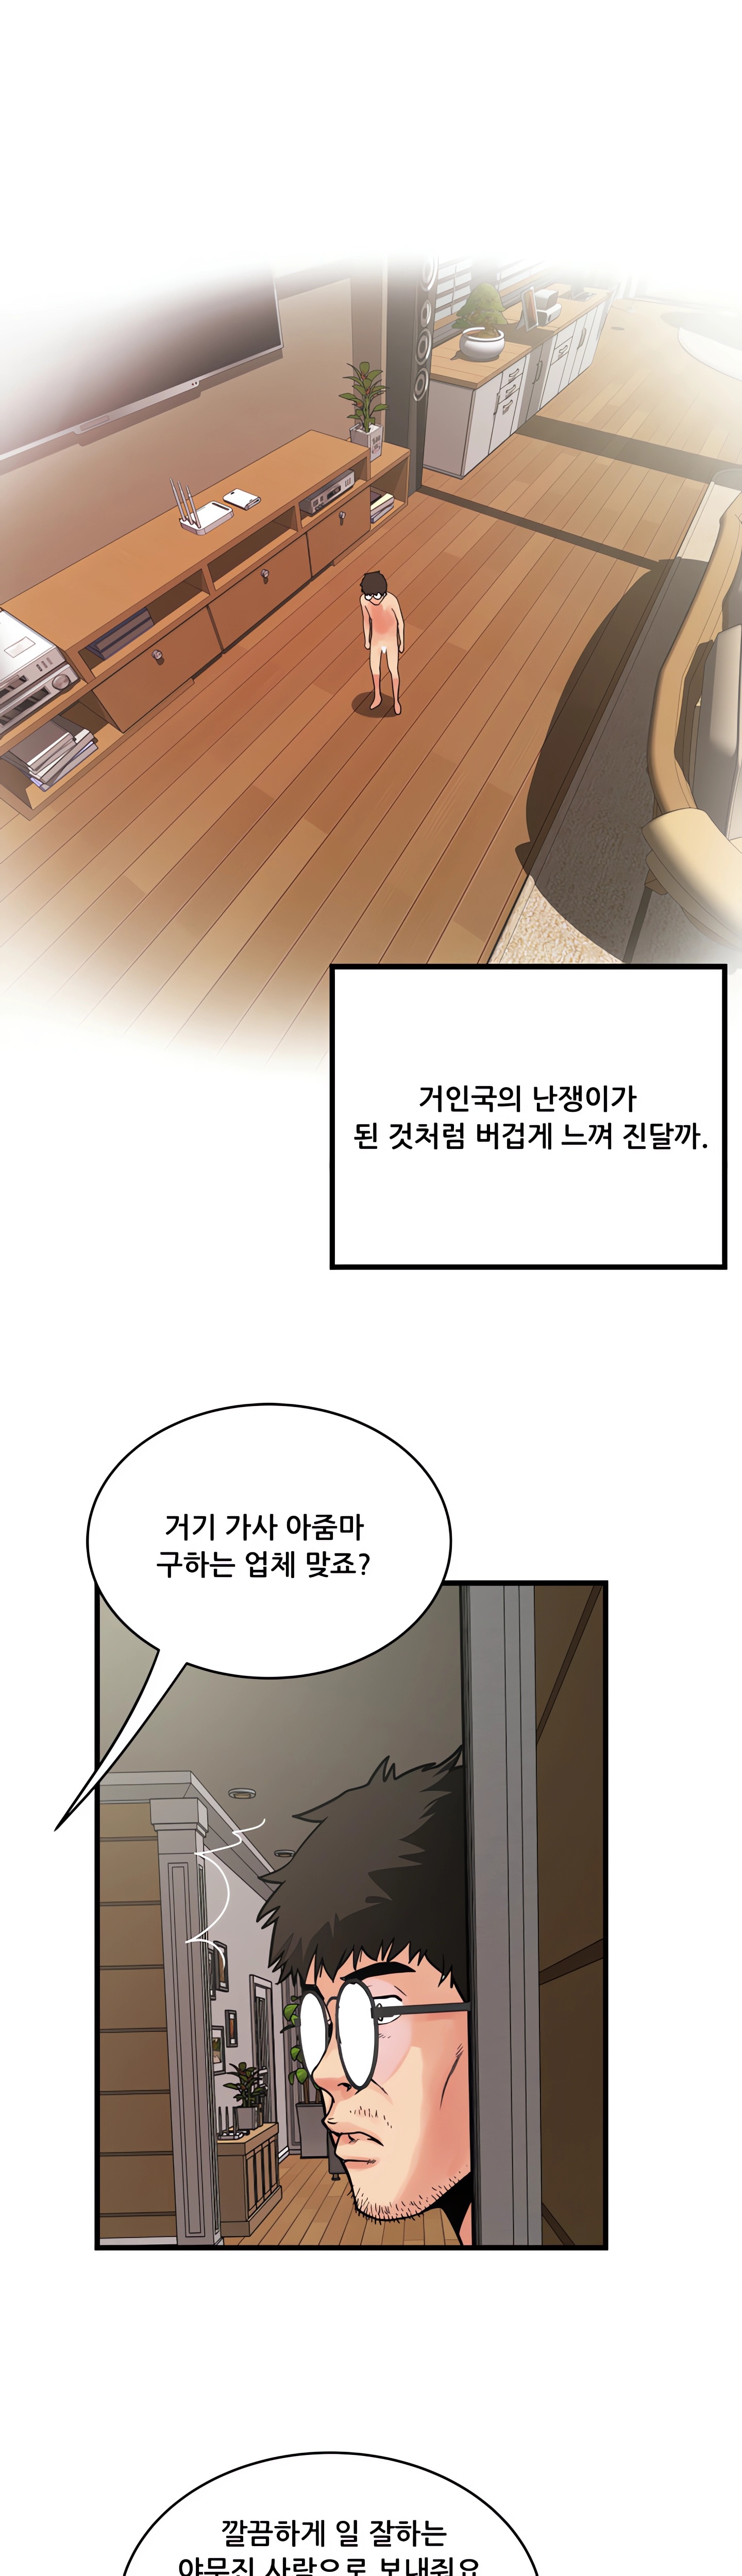 거인국의 난쟁이가
된 것처럼 버겁게 느껴 진달까.
거기 가사 아줌마
구하는 업체 맞죠?
깔끔하게 일 잘하는
야무진 사람으로 보내줘요